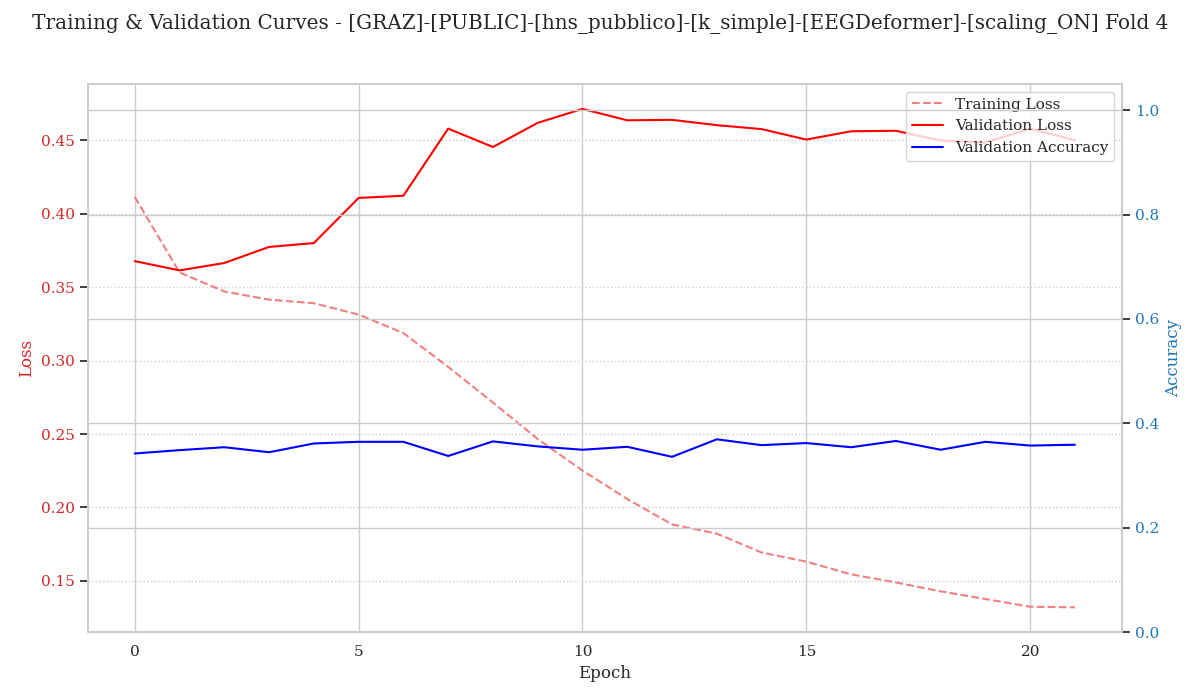 Training & Validation Curves - [GRAZ]-[PUBLIC]-[hns_pubblico]-[k_simple]-[EEGDeformer]-[scaling_ON] Fold 4
Training Loss
Validation Loss
Validation Accuracy
0.45
0.40
0.35
0.30
0.25
0.20
0.15
Loss
1.0
0.8
0.6
0.4
0.2
0.0
Accuracy
0 5 10 15 20
Epoch